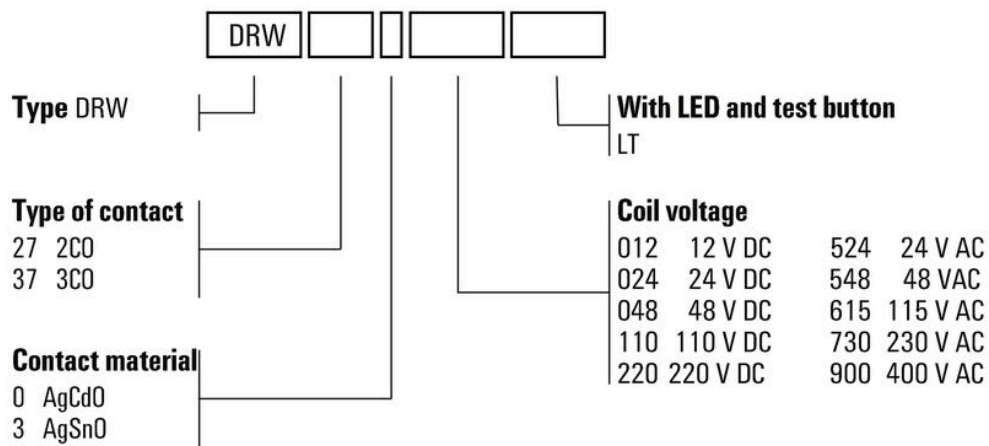 DRW
Type DRW
With LED and test button
LT
Type of contact
27 2CO
37 3CO
Coil voltage
012 12 V DC 524 24 V AC
024 24 V DC 548 48 VAC
048 48 V DC 615 115 V AC
110 110 V DC 730 230 V AC
220 220 V DC 900 400 V AC
Contact material
0 AgCdO
3 AgSnO